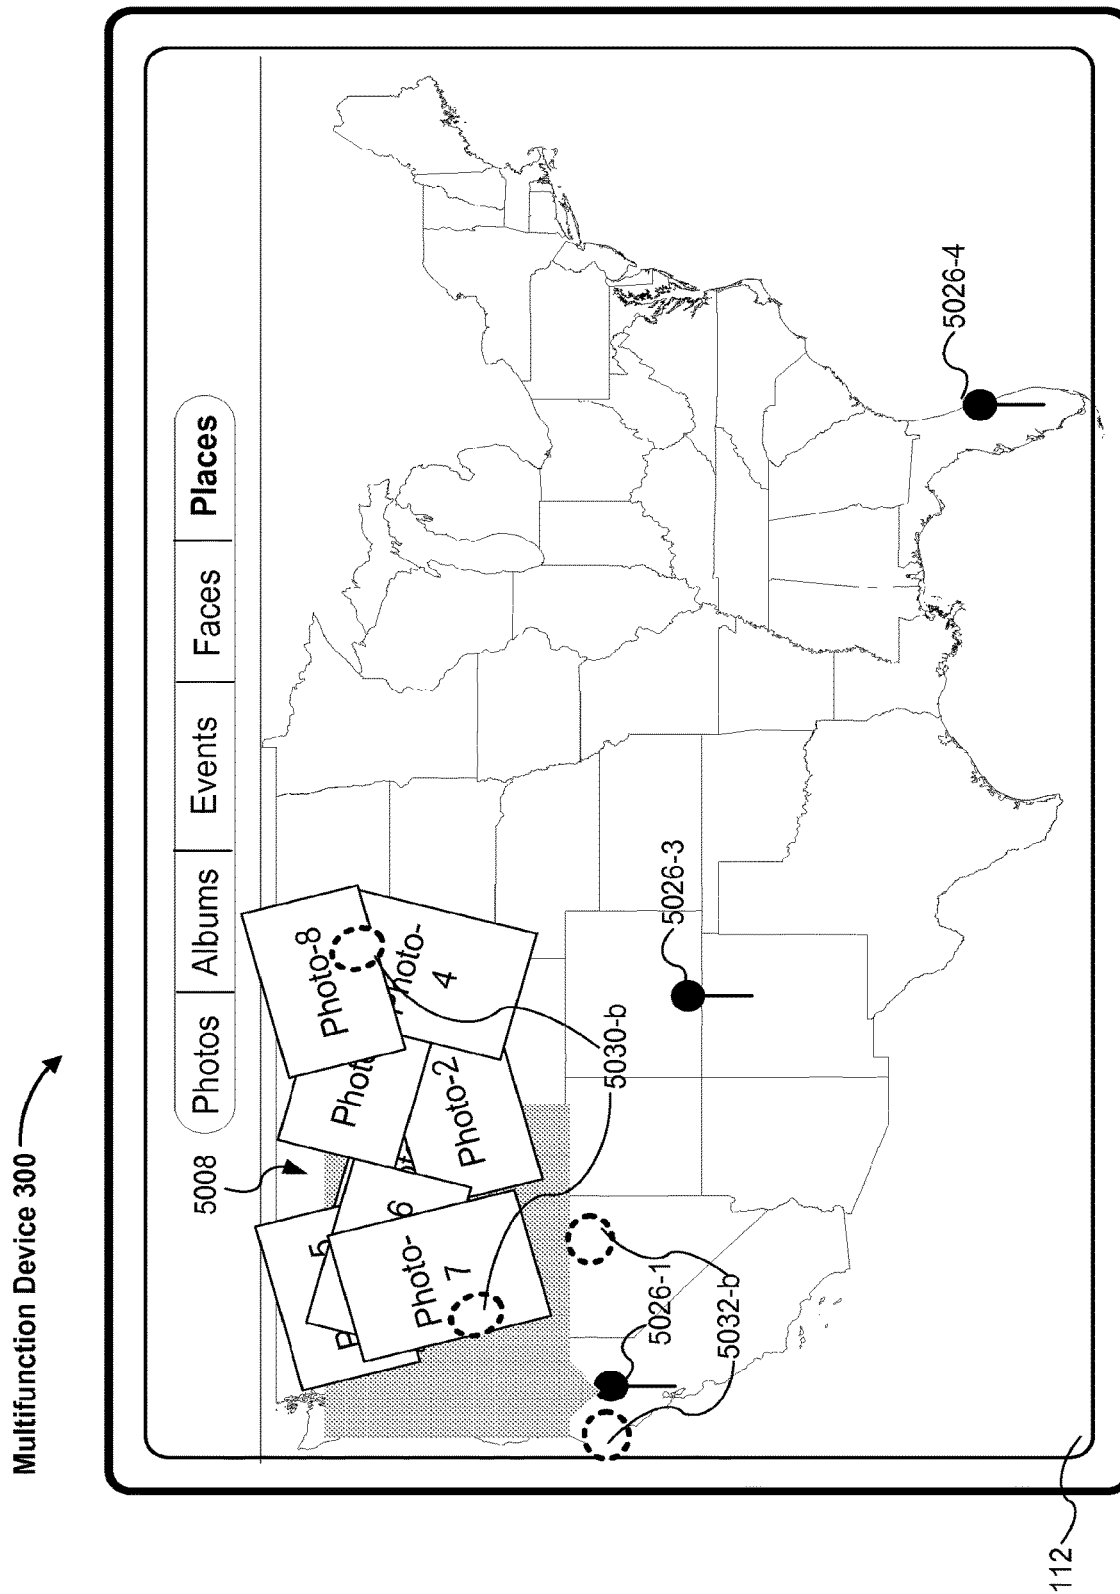 Multifunction Device 300
Photos Albums Events Faces Places
5008
Photo-8
Photo-
4
Phot
Photo-2
5
6
Photo-
7
5030-b
5026-3
5026-4
5026-1
5032-b
112